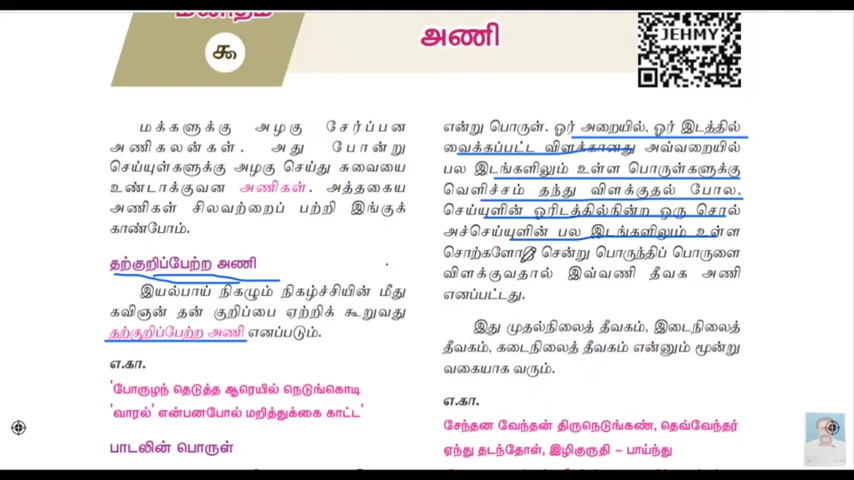 மனிதம்
௯
அணி
JEHMY
மக்களுக்கு அழகு சேர்ப்பன
அணிகலன்கள். அது போன்று
செய்யுள்களுக்கு அழகு செய்து சுவையை
உண்டாக்குவன அணிகள். அத்தகைய
அணிகள் சிலவற்றைப் பற்றி இங்குக்
காண்போம்.
தற்குறிப்பேற்ற அணி
இயல்பாய் நிகழும் நிகழ்ச்சியின் மீது
கவிஞன் தன் குறிப்பை ஏற்றிக் கூறுவது
தற்குறிப்பேற்ற அணி எனப்படும்.
எ.கா.
'போருழந் தெடுத்த ஆரெயில் நெடுங்கொடி
'வாரல்' என்பனபோல் மறித்துக்கை காட்ட'
பாடலின் பொருள்
என்று பொருள். ஓர் அறையில், ஓர் இடத்தில்
வைக்கப்பட்ட விளக்கானது அவ்வறையில்
பல இடங்களிலும் உள்ள பொருள்களுக்கு
வெளிச்சம் தந்து விளக்குதல் போல,
செய்யுளின் ஓரிடத்தில்நின்ற ஒரு சொல்
அச்செய்யுளின் பல இடங்களிலும் உள்ள
சொற்களோடு சென்று பொருந்திப் பொருளை
விளக்குவதால் இவ்வணி தீவக அணி
எனப்பட்டது.
இது முதல்நிலைத் தீவகம், இடைநிலைத்
தீவகம், கடைநிலைத் தீவகம் என்னும் மூன்று
வகையாக வரும்.
எ.கா.
சேந்தன வேந்தன் திருநெடுங்கண், தெவ்வேந்தர்
ஏந்து தடந்தோள், இழிகுருதி – பாய்ந்து